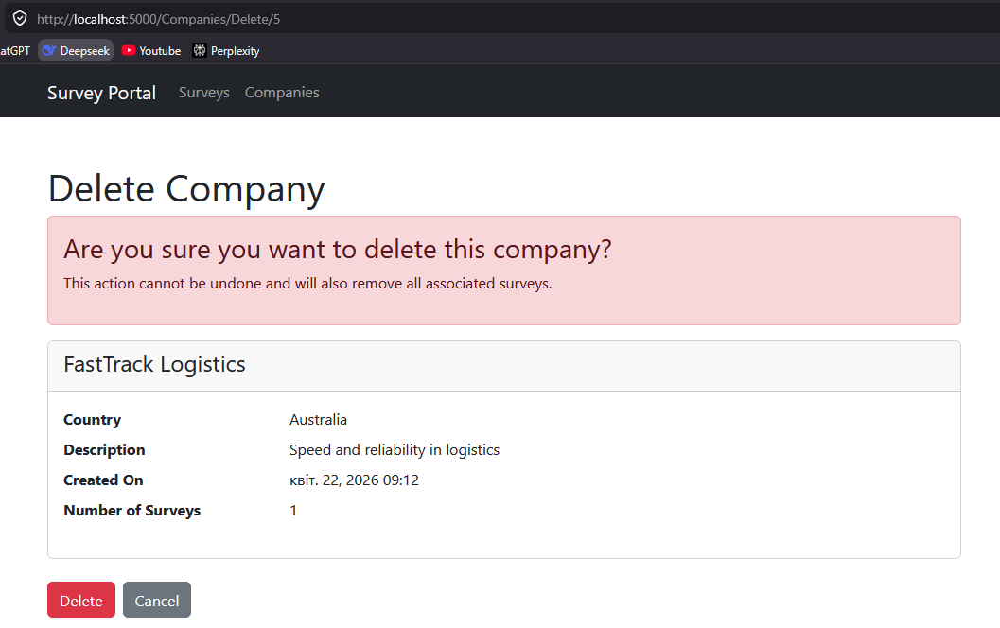 http://localhost:5000/Companies/Delete/5
atGPT Deepseek Youtube Perplexity
Survey Portal Surveys Companies
Delete Company
Are you sure you want to delete this company?
This action cannot be undone and will also remove all associated surveys.
FastTrack Logistics
Country Australia
Description Speed and reliability in logistics
Created On квіт. 22, 2026 09:12
Number of Surveys 1
Delete Cancel